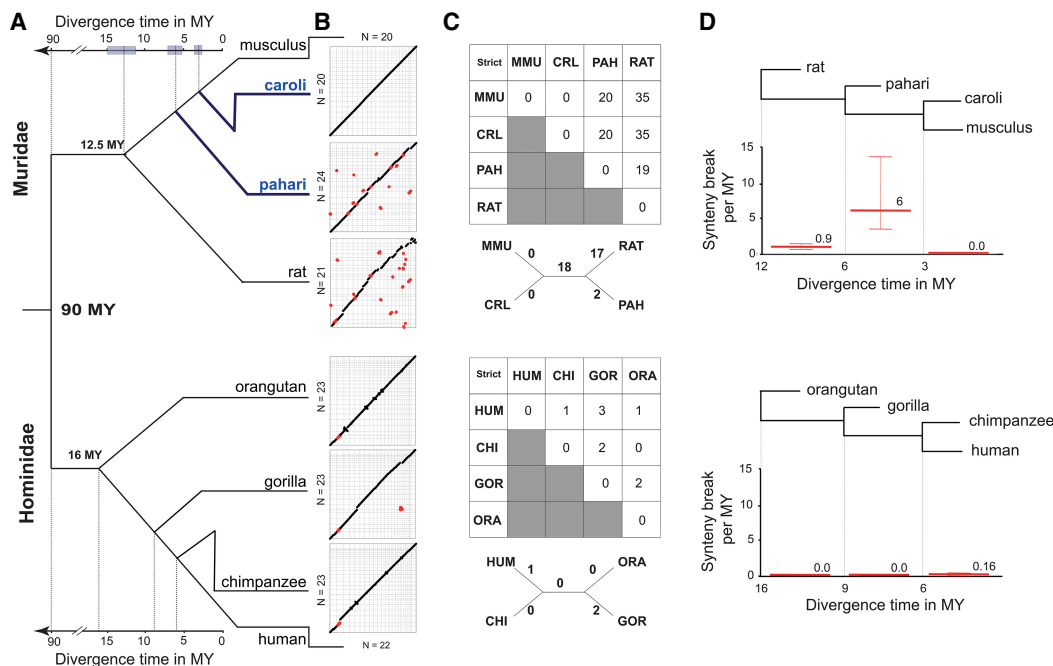 A
Divergence time in MY
90 15 10 5 0
Muridae
12.5 MY
musculus
caroli
pahari
rat
90 MY
Hominidae
16 MY
orangutan
gorilla
chimpanzee
human
90 15 10 5 0
Divergence time in MY
B
N = 20
N = 20
N = 24
N = 21
N = 23
N = 23
N = 23
N = 22
C
Strict MMU CRL PAH RAT
MMU 0 0 20 35
CRL 0 20 35
PAH 0 19
RAT 0
MMU 0 17 RAT
18
CRL 0 2 PAH
Strict HUM CHI GOR ORA
HUM 0 1 3 1
CHI 0 2 0
GOR 0 2
ORA 0
HUM 1 0 ORA
0
CHI 0 2 GOR
D
rat
pahari
caroli
musculus
Synteny break
per MY
15
10
5
0
0.9
6
0.0
12 6 3
Divergence time in MY
orangutan
gorilla
chimpanzee
human
Synteny break
per MY
15
10
5
0
0.0
0.0
0.16
16 9 6
Divergence time in MY